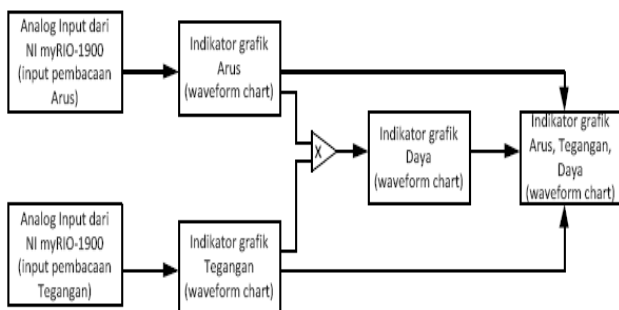 Analog Input dari
NI myRIO-1900
(input pembacaan
Arus)
Indikator grafik
Arus
(waveform chart)
X
Indikator grafik
Daya
(waveform chart)
Indikator grafik
Arus, Tegangan,
Daya
(waveform chart)
Analog Input dari
NI myRIO-1900
(input pembacaan
Tegangan)
Indikator grafik
Tegangan
(waveform chart)